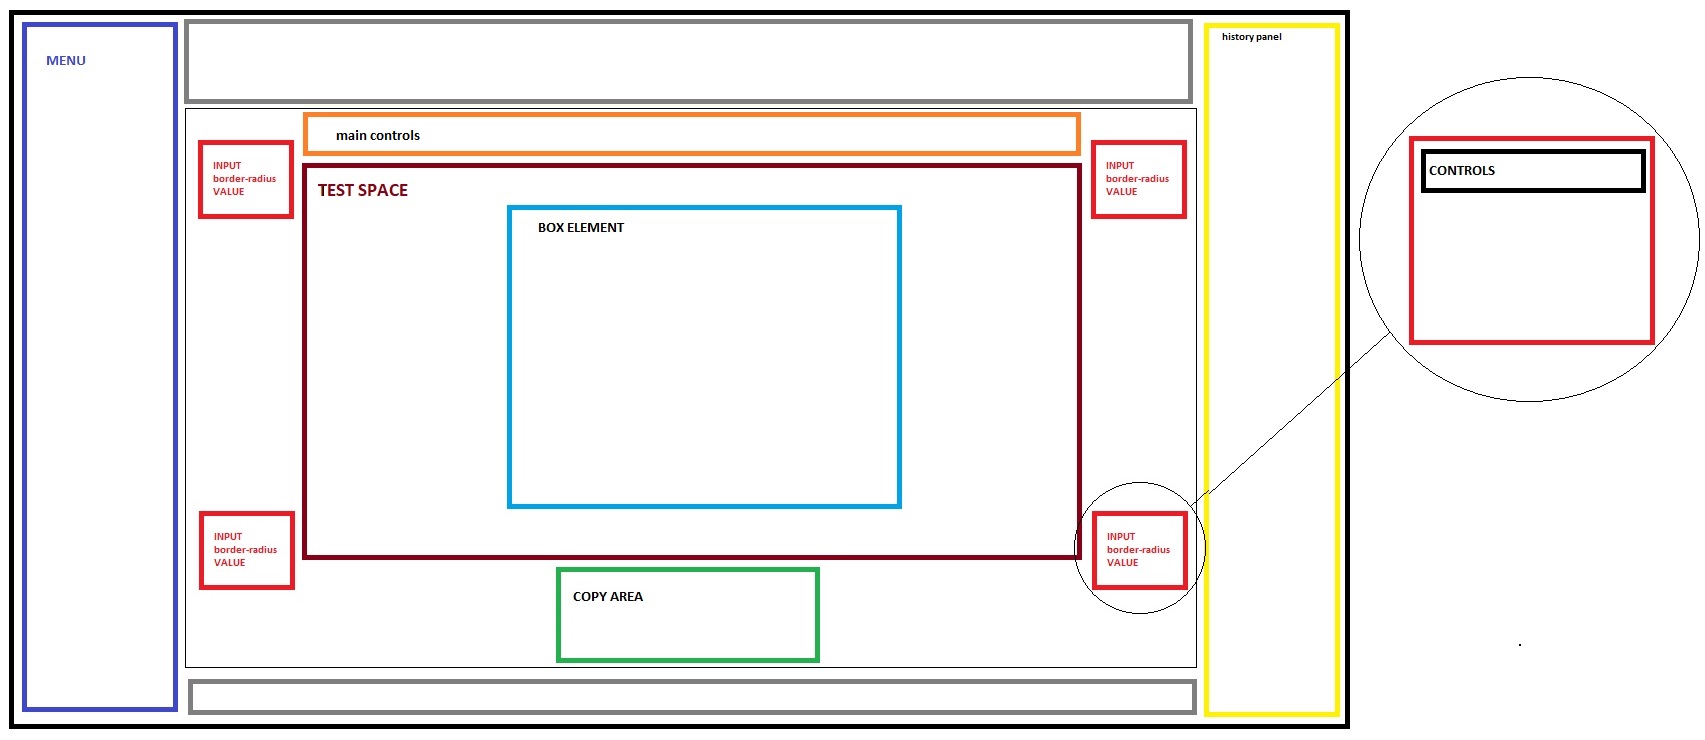 MENU
history panel
main controls
INPUT
border-radius
VALUE
INPUT
border-radius
VALUE
CONTROLS
TEST SPACE
BOX ELEMENT
INPUT
border-radius
VALUE
INPUT
border-radius
VALUE
COPY AREA